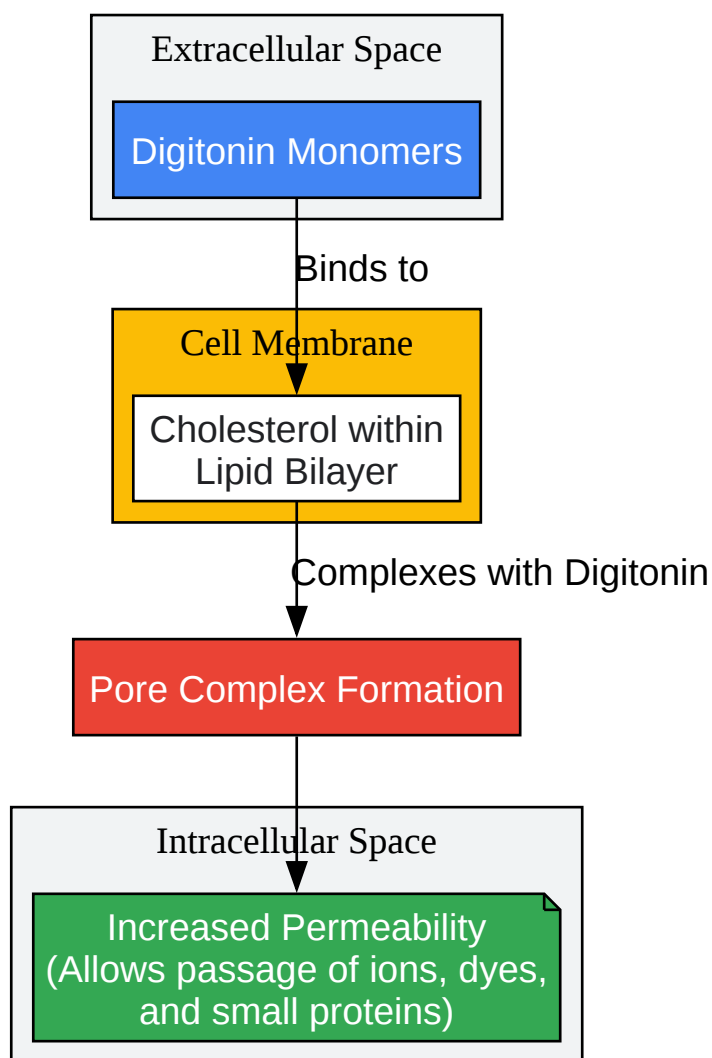 Extracellular Space
Digitonin Monomers
Binds to
Cell Membrane
Cholesterol within
Lipid Bilayer
Complexes with Digitonin
Pore Complex Formation
Intracellular Space
Increased Permeability
(Allows passage of ions, dyes,
and small proteins)